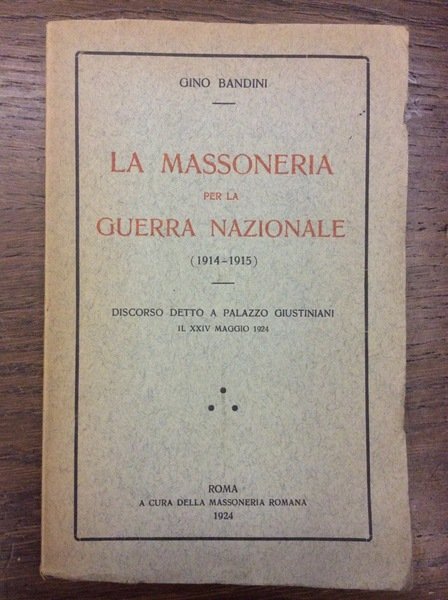 GINO BANDINI
LA MASSONERIA
PER LA
GUERRA NAZIONALE
(1914-1915)
DISCORSO DETTO A PALAZZO GIUSTINIANI
IL XXIV MAGGIO 1924
ROMA
A CURA DELLA MASSONERIA ROMANA
1924